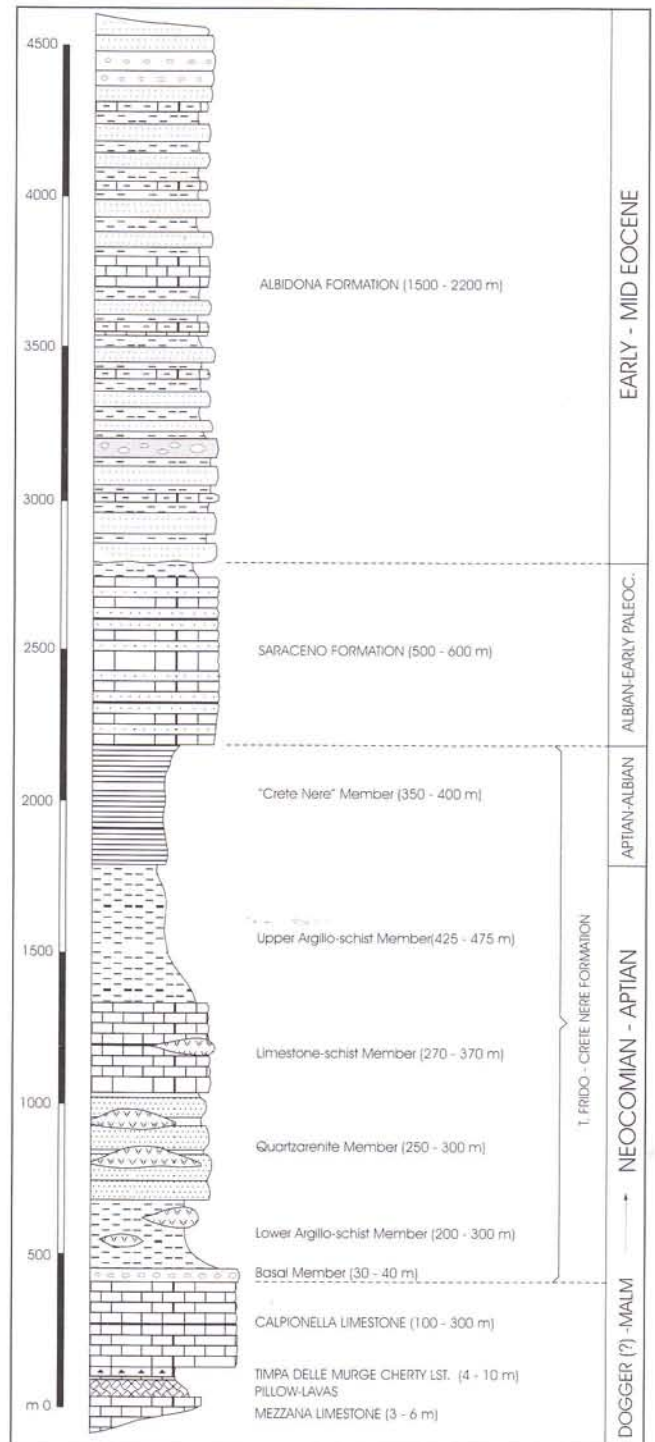 4500
4000
3500
3000
2500
2000
1500
1000
500
m 0
ALBIDONA FORMATION (1500 - 2200 m)
SARACENO FORMATION (500 - 600 m)
"Crete Nere" Member (350 - 400 m)
Upper Argillo-schist Member(425 - 475 m)
Limestone-schist Member (270 - 370 m)
Quartzarenite Member (250 - 300 m)
Lower Argillo-schist Member (200 - 300 m)
Basal Member (30 - 40 m)
CALPIONELLA LIMESTONE (100 - 300 m)
TIMPA DELLE MURGE CHERTY LST. (4 - 10 m)
PILLOW-LAVAS
MEZZANA LIMESTONE (3 - 6 m)
T. FRIDO - CRETE NERE FORMATION
EARLY - MID EOCENE
ALBIAN-EARLY PALEOC.
APTIAN-ALBIAN
DOGGER (?) -MALM → NEOCOMIAN - APTIAN